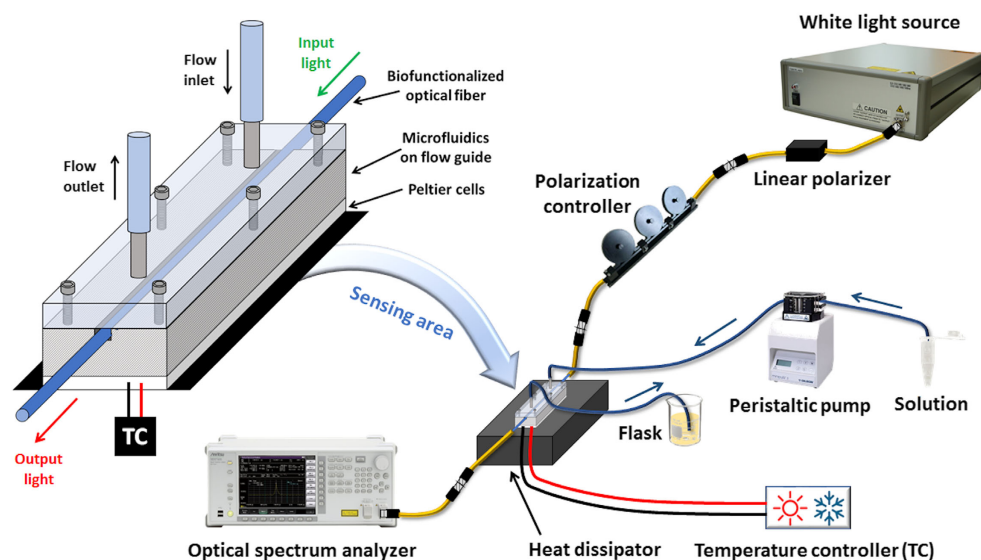 White light source
Input
light
Flow
inlet
Biofunctionalized
optical fiber
CAUTION
Flow
outlet
Microfluidics
on flow guide
Peltier cells
Linear polarizer
Polarization
controller
Sensing area
TC
Output
light
Peristaltic pump
Solution
Flask
Optical spectrum analyzer
Heat dissipator
Temperature controller (TC)